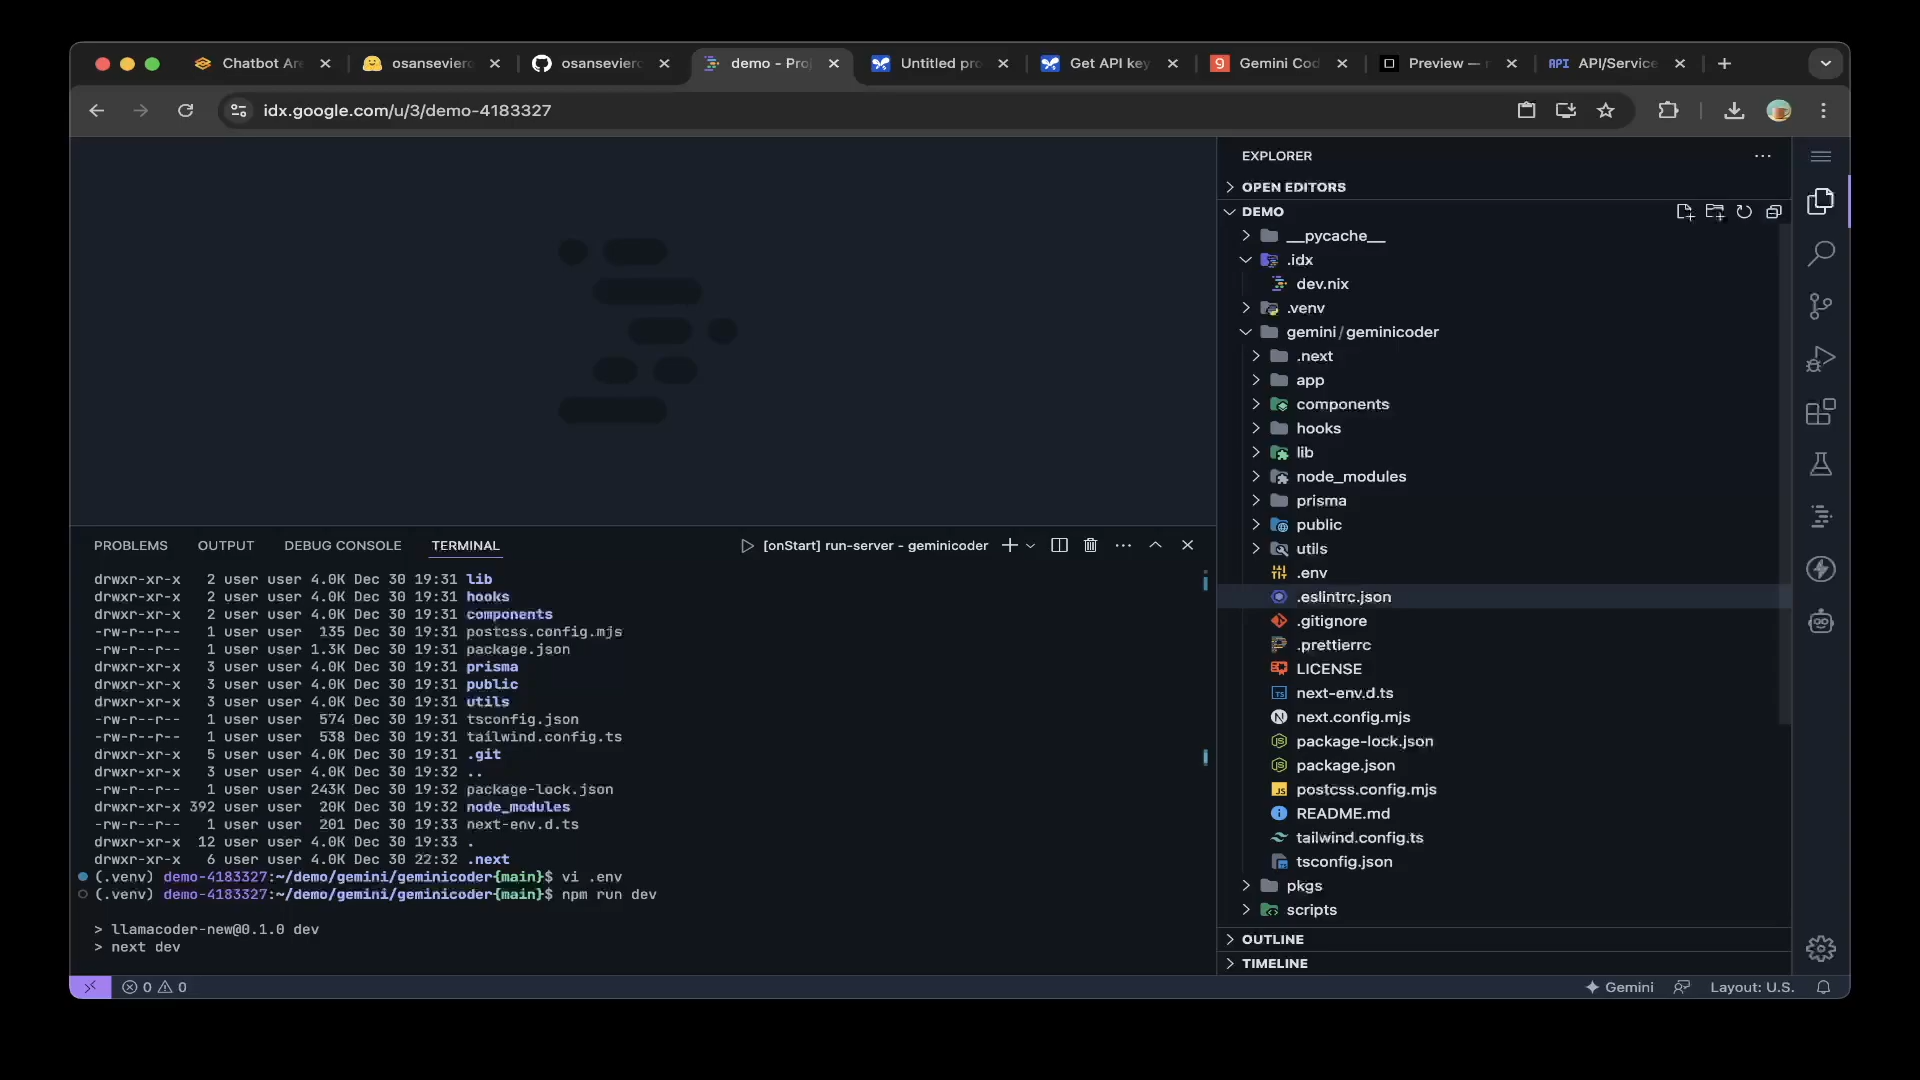 Chatbot Ar
osanseviero
osanseviero
demo - Pro
Untitled pro
Get API key
Gemini Cod
Preview —
API API/Service
idx.google.com/u/3/demo-4183327
EXPLORER
OPEN EDITORS
DEMO
__pycache__
.idx
dev.nix
.venv
gemini/geminicoder
.next
app
components
hooks
lib
node_modules
prisma
public
utils
.env
.eslintrc.json
.gitignore
.prettierrc
LICENSE
next-env.d.ts
next.config.mjs
package-lock.json
package.json
postcss.config.mjs
README.md
tailwind.config.ts
tsconfig.json
pkgs
scripts
OUTLINE
TIMELINE
PROBLEMS OUTPUT DEBUG CONSOLE TERMINAL
[onStart] run-server - geminicoder
drwxr-xr-x 2 user user 4.0K Dec 30 19:31 lib
drwxr-xr-x 2 user user 4.0K Dec 30 19:31 hooks
drwxr-xr-x 2 user user 4.0K Dec 30 19:31 components
-rw-r--r-- 1 user user 135 Dec 30 19:31 postcss.config.mjs
-rw-r--r-- 1 user user 1.3K Dec 30 19:31 package.json
drwxr-xr-x 3 user user 4.0K Dec 30 19:31 prisma
drwxr-xr-x 3 user user 4.0K Dec 30 19:31 public
drwxr-xr-x 3 user user 4.0K Dec 30 19:31 utils
-rw-r--r-- 1 user user 574 Dec 30 19:31 tsconfig.json
-rw-r--r-- 1 user user 538 Dec 30 19:31 tailwind.config.ts
drwxr-xr-x 5 user user 4.0K Dec 30 19:31 .git
drwxr-xr-x 3 user user 4.0K Dec 30 19:32 ..
-rw-r--r-- 1 user user 243K Dec 30 19:32 package-lock.json
drwxr-xr-x 392 user user 20K Dec 30 19:32 node_modules
-rw-r--r-- 1 user user 201 Dec 30 19:33 next-env.d.ts
drwxr-xr-x 12 user user 4.0K Dec 30 19:33 .
drwxr-xr-x 6 user user 4.0K Dec 30 22:32 .next
(.venv) demo-4183327:~/demo/gemini/geminicoder{main}$ vi .env
(.venv) demo-4183327:~/demo/gemini/geminicoder{main}$ npm run dev
> llamacoder-new@0.1.0 dev
> next dev
0 0
Gemini
Layout: U.S.